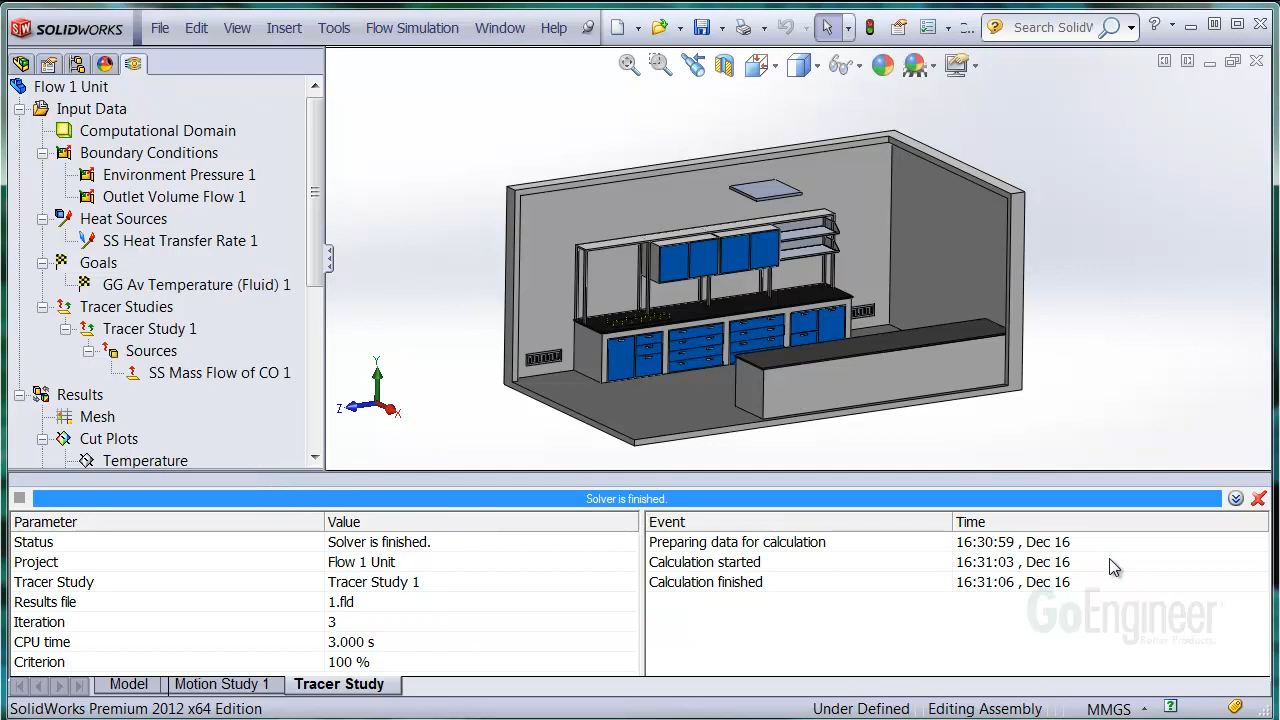 SW SOLIDWORKS File Edit View Insert Tools Flow Simulation Window Help Search SolidW
Flow 1 Unit
Input Data
Computational Domain
Boundary Conditions
Environment Pressure 1
Outlet Volume Flow 1
Heat Sources
SS Heat Transfer Rate 1
Goals
GG Av Temperature (Fluid) 1
Tracer Studies
Tracer Study 1
Sources
SS Mass Flow of CO 1
Results
Mesh
Cut Plots
Temperature
Y
Z
X
Solver is finished.
Parameter Value
Status Solver is finished.
Project Flow 1 Unit
Tracer Study Tracer Study 1
Results file 1.fld
Iteration 3
CPU time 3.000 s
Criterion 100 %
Event Time
Preparing data for calculation 16:30:59 , Dec 16
Calculation started 16:31:03 , Dec 16
Calculation finished 16:31:06 , Dec 16
GoEngineer
Better Products.
Model Motion Study 1 Tracer Study
SolidWorks Premium 2012 x64 Edition Under Defined Editing Assembly MMGS